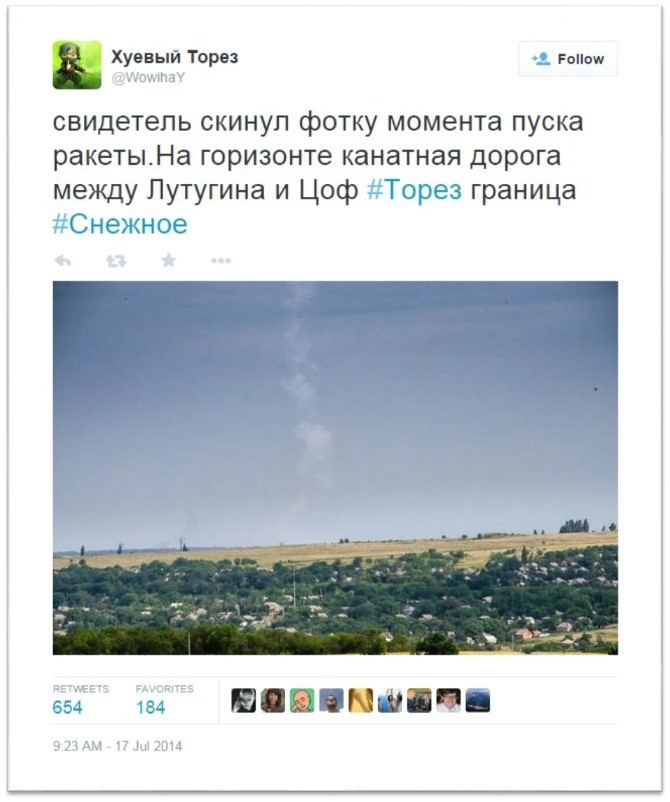 Хуевый Торез
@WowihaY
Follow
свидетель скинул фотку момента пуска
ракеты.На горизонте канатная дорога
между Лутугина и Цоф #Торез граница
#Снежное
RETWEETS
FAVORITES
654
184
9:23 AM - 17 Jul 2014